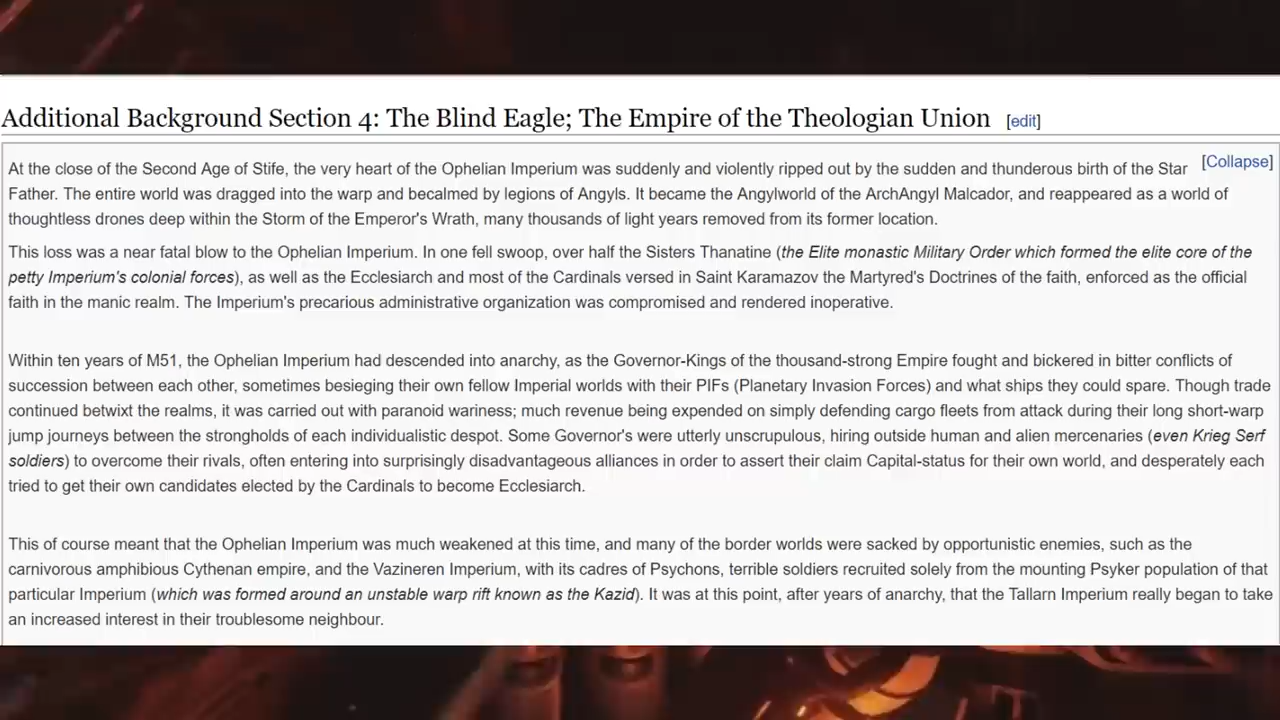 Additional Background Section 4: The Blind Eagle; The Empire of the Theologian Union [edit]
[Collapse]
At the close of the Second Age of Stife, the very heart of the Ophelian Imperium was suddenly and violently ripped out by the sudden and thunderous birth of the Star
Father. The entire world was dragged into the warp and becalmed by legions of Angyls. It became the Angylworld of the ArchAngyl Malcador, and reappeared as a world of
thoughtless drones deep within the Storm of the Emperor's Wrath, many thousands of light years removed from its former location.
This loss was a near fatal blow to the Ophelian Imperium. In one fell swoop, over half the Sisters Thanatine (the Elite monastic Military Order which formed the elite core of the
petty Imperium's colonial forces), as well as the Ecclesiarch and most of the Cardinals versed in Saint Karamazov the Martyred's Doctrines of the faith, enforced as the official
faith in the manic realm. The Imperium's precarious administrative organization was compromised and rendered inoperative.
Within ten years of M51, the Ophelian Imperium had descended into anarchy, as the Governor-Kings of the thousand-strong Empire fought and bickered in bitter conflicts of
succession between each other, sometimes besieging their own fellow Imperial worlds with their PIFs (Planetary Invasion Forces) and what ships they could spare. Though trade
continued betwixt the realms, it was carried out with paranoid wariness; much revenue being expended on simply defending cargo fleets from attack during their long short-warp
jump journeys between the strongholds of each individualistic despot. Some Governor's were utterly unscrupulous, hiring outside human and alien mercenaries (even Krieg Serf
soldiers) to overcome their rivals, often entering into surprisingly disadvantageous alliances in order to assert their claim Capital-status for their own world, and desperately each
tried to get their own candidates elected by the Cardinals to become Ecclesiarch.
This of course meant that the Ophelian Imperium was much weakened at this time, and many of the border worlds were sacked by opportunistic enemies, such as the
carnivorous amphibious Cythenan empire, and the Vazineren Imperium, with its cadres of Psychons, terrible soldiers recruited solely from the mounting Psyker population of that
particular Imperium (which was formed around an unstable warp rift known as the Kazid). It was at this point, after years of anarchy, that the Tallarn Imperium really began to take
an increased interest in their troublesome neighbour.